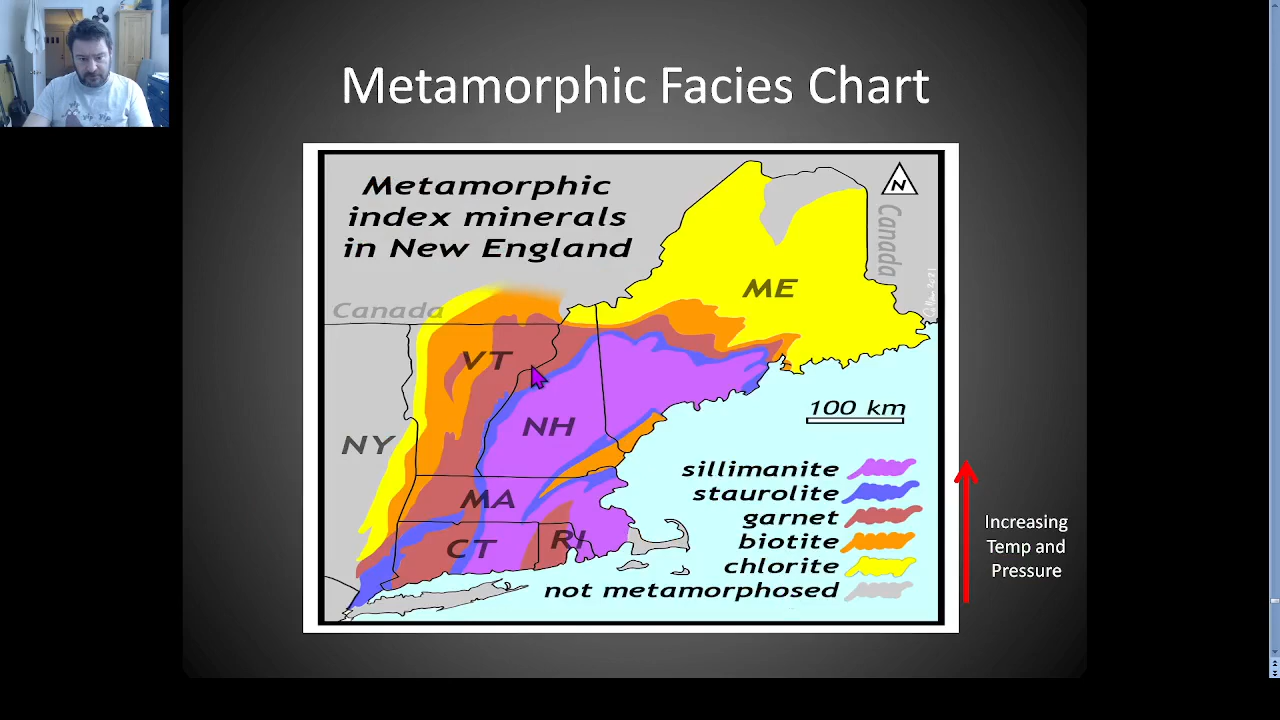 Metamorphic Facies Chart
Metamorphic
index minerals
in New England
N
Canada
Canada
ME
VT
NH
NY
MA
CT
RI
100 km
sillimanite
staurolite
garnet
biotite
chlorite
not metamorphosed
Increasing
Temp and
Pressure